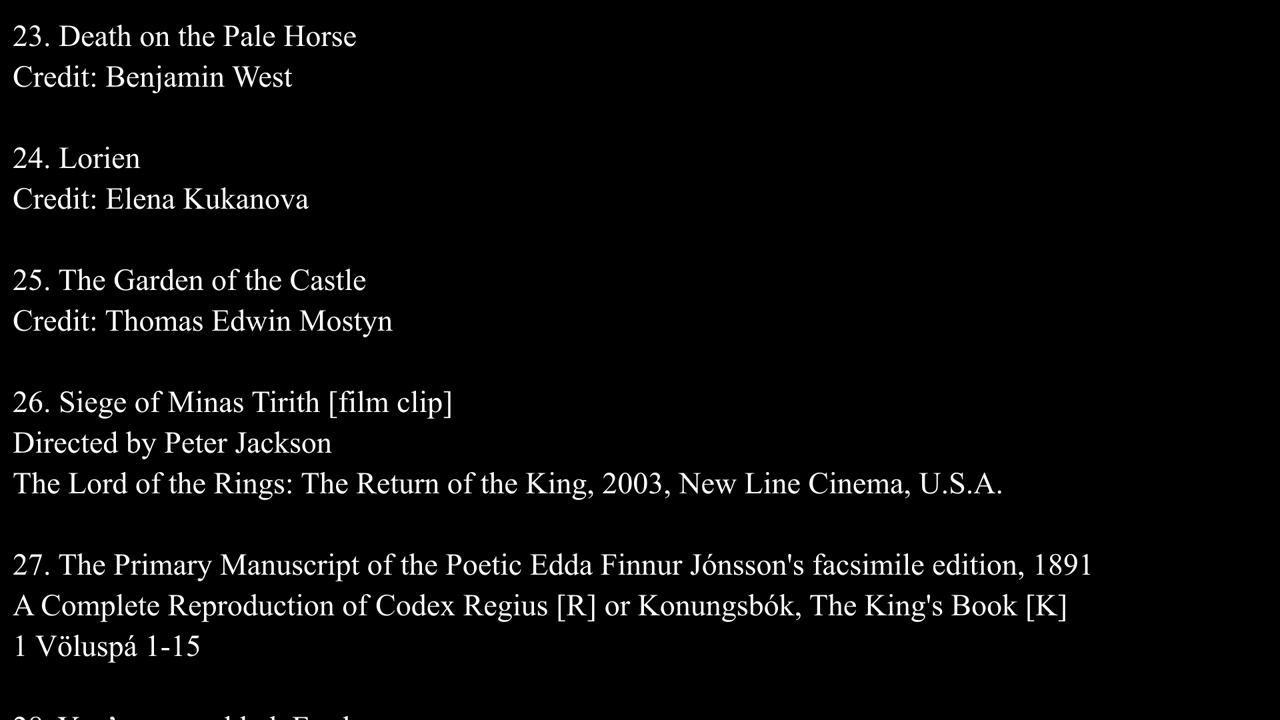 23. Death on the Pale Horse
Credit: Benjamin West
24. Lorien
Credit: Elena Kukanova
25. The Garden of the Castle
Credit: Thomas Edwin Mostyn
26. Siege of Minas Tirith [film clip]
Directed by Peter Jackson
The Lord of the Rings: The Return of the King, 2003, New Line Cinema, U.S.A.
27. The Primary Manuscript of the Poetic Edda Finnur Jónsson's facsimile edition, 1891
A Complete Reproduction of Codex Regius [R] or Konungsbók, The King's Book [K]
1 Völuspá 1-15
28.